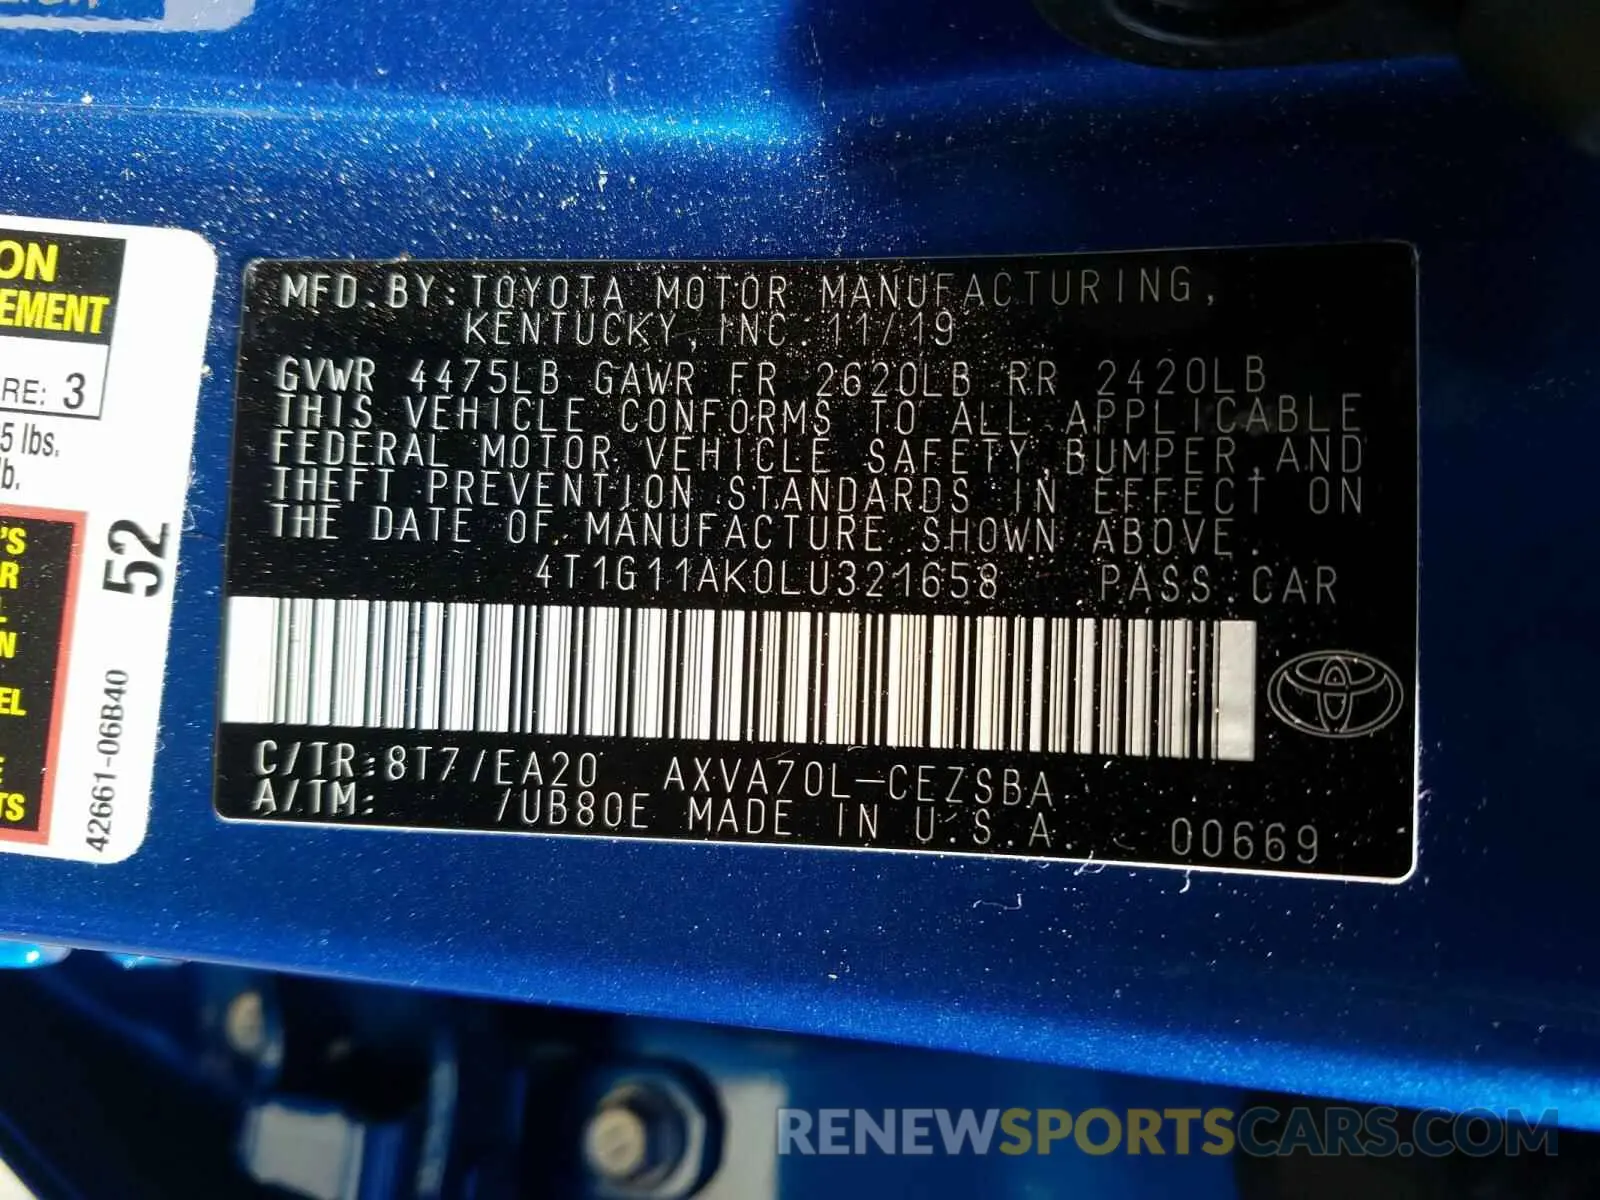 ON
EMENT
RE: 3
5 lbs.
b.
'S
R
L
N
EL
E
TS
52
42661-06B40
MFD. BY: TOYOTA MOTOR MANUFACTURING,
KENTUCKY, INC. 11/19
GVWR 4475LB GAWR FR 2620LB RR 2420LB
THIS VEHICLE CONFORMS TO ALL APPLICABLE
FEDERAL MOTOR VEHICLE SAFETY, BUMPER, AND
THEFT PREVENTION STANDARDS IN EFFECT ON
THE DATE OF MANUFACTURE SHOWN ABOVE.
4T1G11AK0LU321658 PASS. CAR
C/TR: 8T7/EA20 AXVA70L-CEZSBA
A/TM: /UB80E MADE IN U.S.A. 00669
RENEWSPORTSCARS.COM